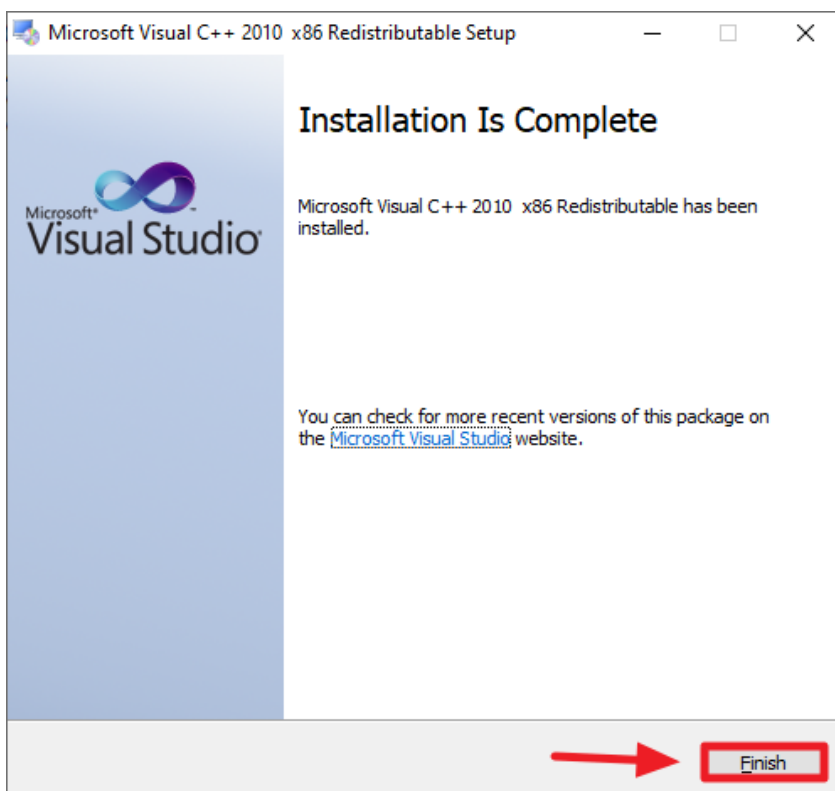 Microsoft Visual C++ 2010 x86 Redistributable Setup
Installation Is Complete
Microsoft Visual C++ 2010 x86 Redistributable has been
installed.
Microsoft®
Visual Studio®
You can check for more recent versions of this package on
the Microsoft Visual Studio website.
Finish